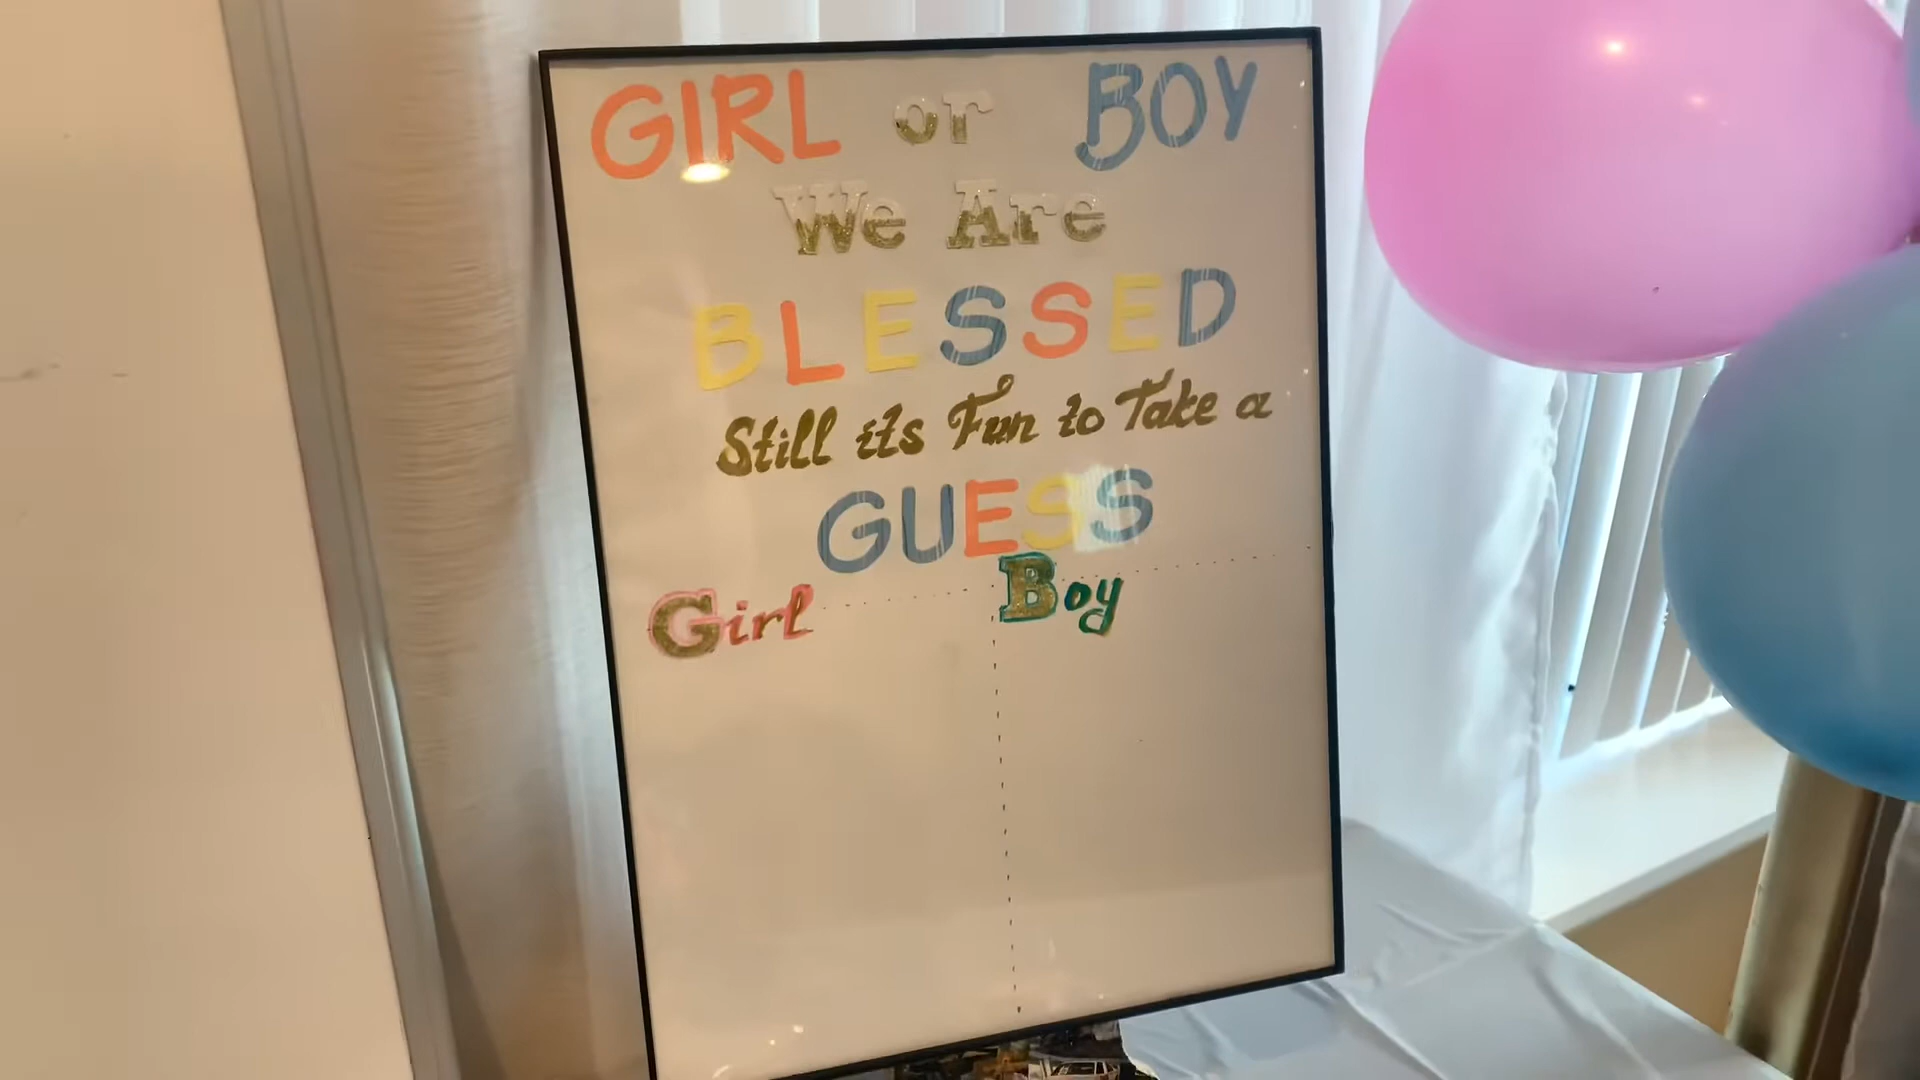 GIRL or BOY
We Are
BLESSED
Still its Fun to Take a
GUESS
Girl Boy